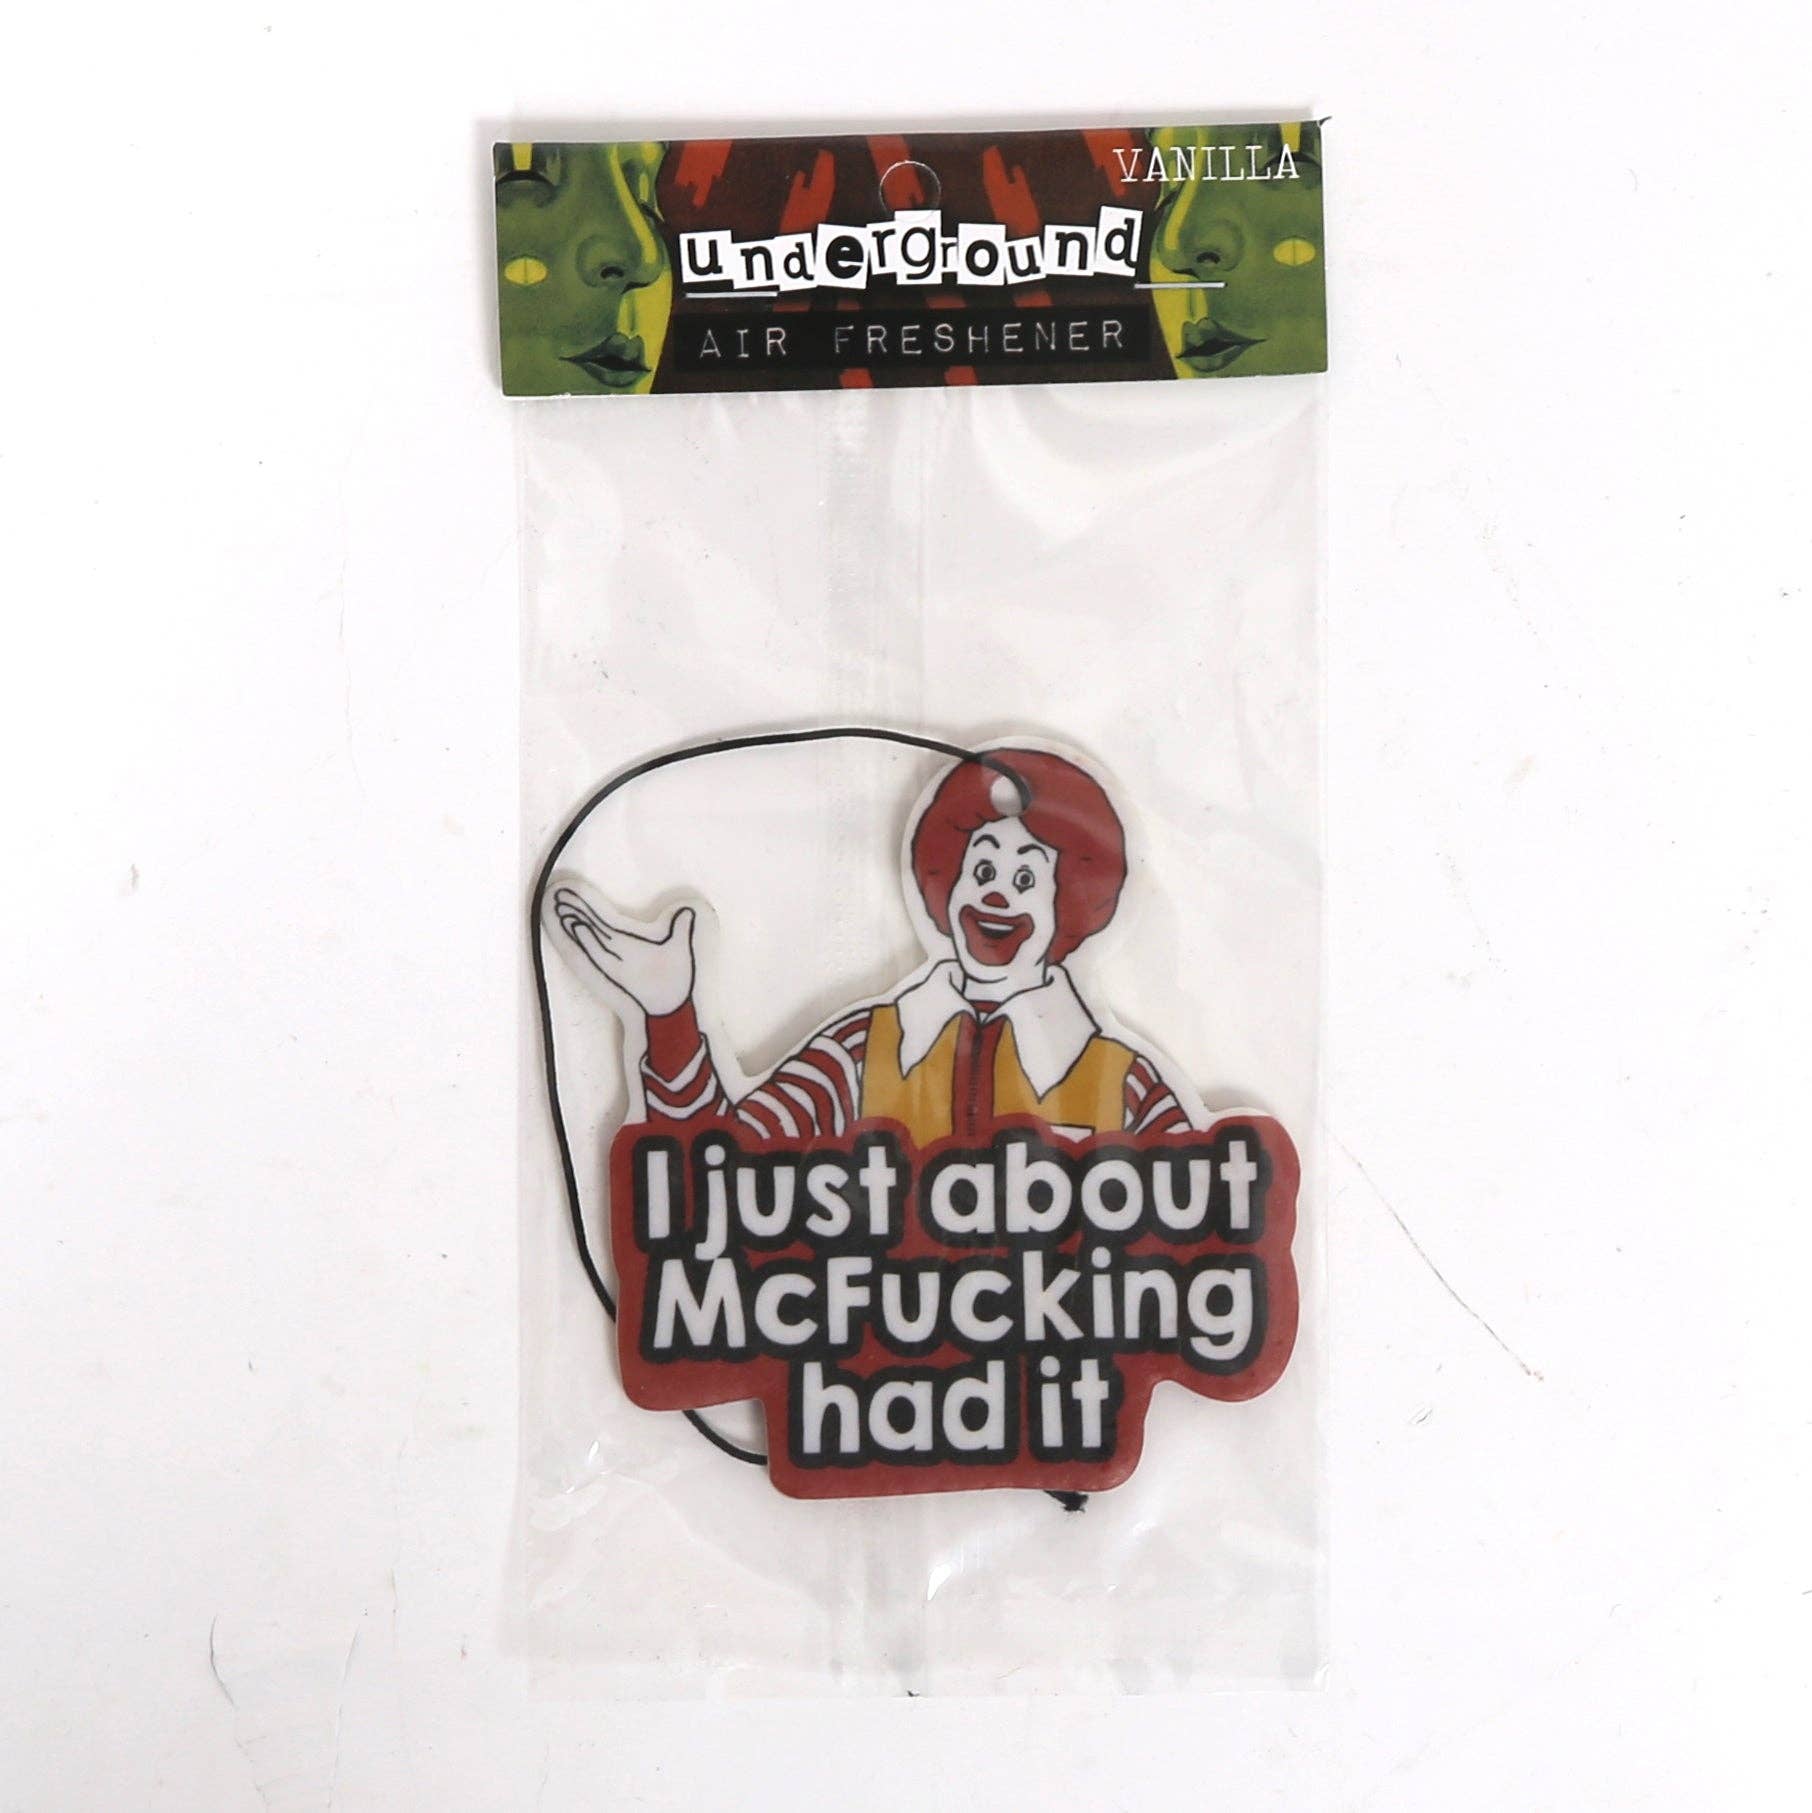 VANILLA
underground
AIR FRESHENER
I just about
McFucking
had it